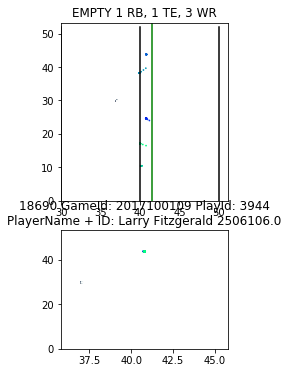 EMPTY 1 RB, 1 TE, 3 WR
50
40
30
20
10
0
30 35 40 45 50
18690 GameId: 2017100109 PlayId: 3944
PlayerName + ID: Larry Fitzgerald 2506106.0
40
20
0
37.5 40.0 42.5 45.0